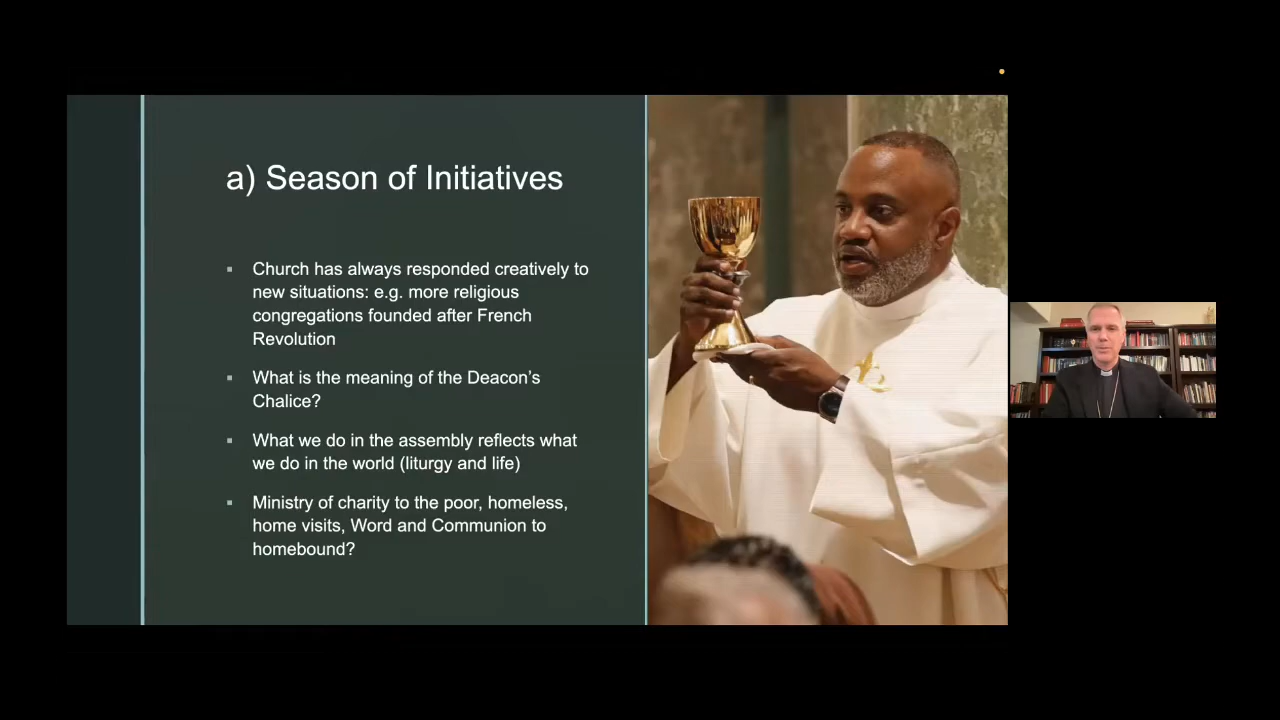 a) Season of Initiatives
▪ Church has always responded creatively to
new situations: e.g. more religious
congregations founded after French
Revolution
▪ What is the meaning of the Deacon’s
Chalice?
▪ What we do in the assembly reflects what
we do in the world (liturgy and life)
▪ Ministry of charity to the poor, homeless,
home visits, Word and Communion to
homebound?